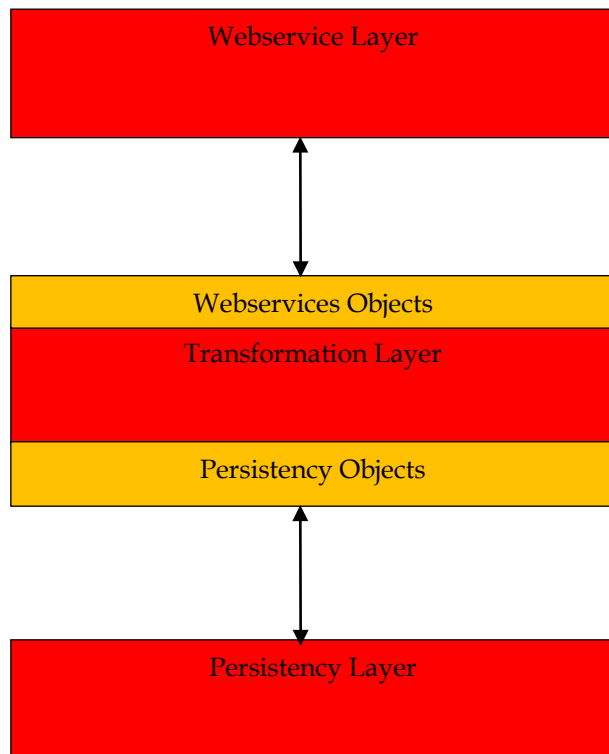 Webservice Layer
Webservices Objects
Transformation Layer
Persistency Objects
Persistency Layer